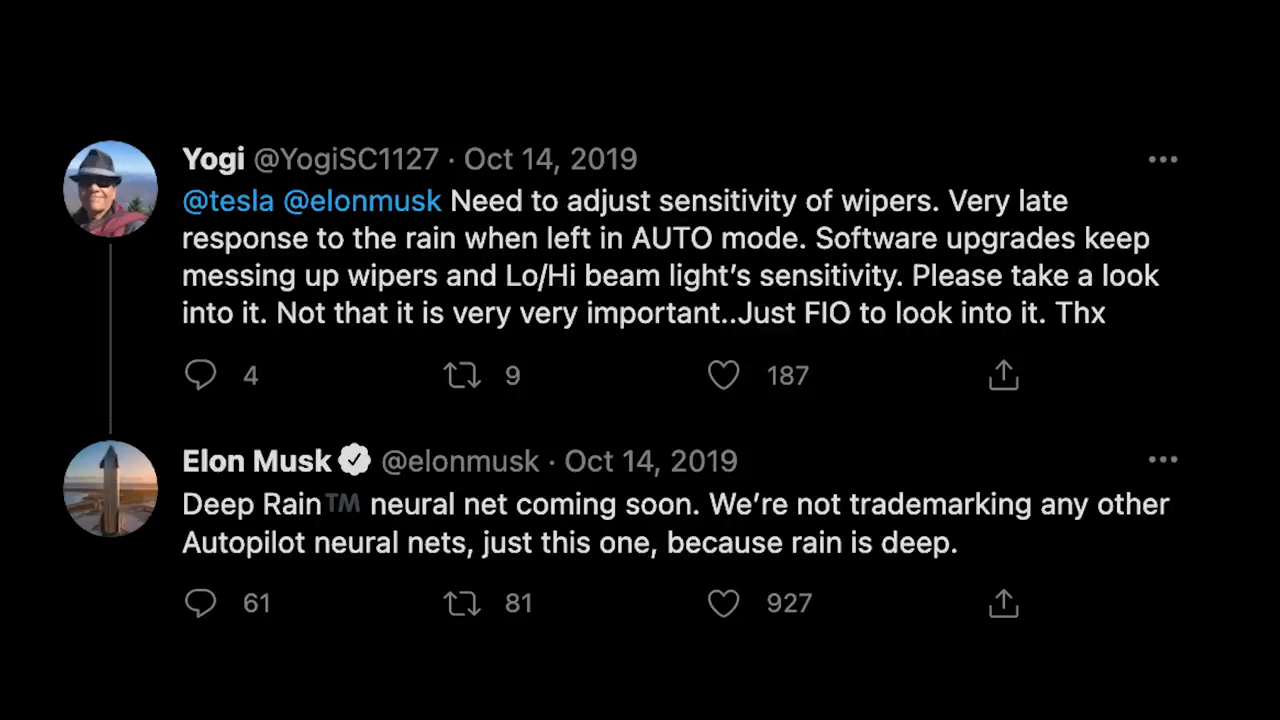 Yogi @YogiSC1127 · Oct 14, 2019
@tesla @elonmusk Need to adjust sensitivity of wipers. Very late
response to the rain when left in AUTO mode. Software upgrades keep
messing up wipers and Lo/Hi beam light’s sensitivity. Please take a look
into it. Not that it is very very important..Just FIO to look into it. Thx
4 9 187
Elon Musk @elonmusk · Oct 14, 2019
Deep Rain™️ neural net coming soon. We’re not trademarking any other
Autopilot neural nets, just this one, because rain is deep.
61 81 927